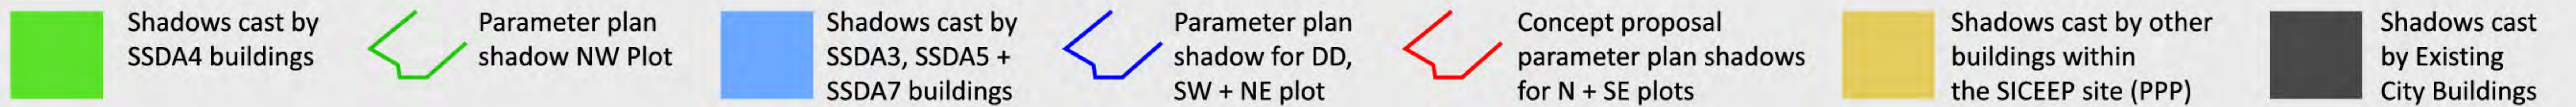 Shadows cast by
SSDA4 buildings
Parameter plan
shadow NW Plot
Shadows cast by
SSDA3, SSDA5 +
SSDA7 buildings
Parameter plan
shadow for DD,
SW + NE plot
Concept proposal
parameter plan shadows
for N + SE plots
Shadows cast by other
buildings within
the SICEEP site (PPP)
Shadows cast
by Existing
City Buildings